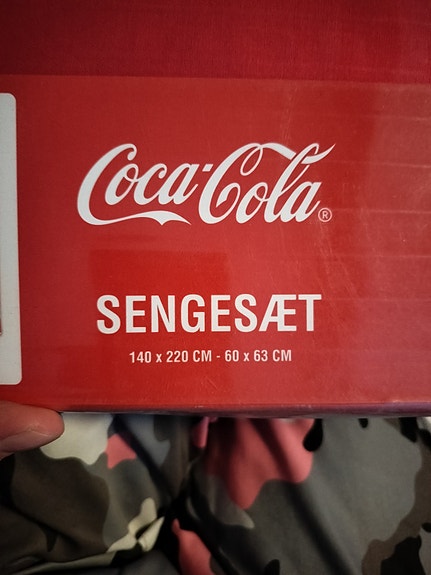 Coca-Cola®
SENGESÆT
140 x 220 CM - 60 x 63 CM